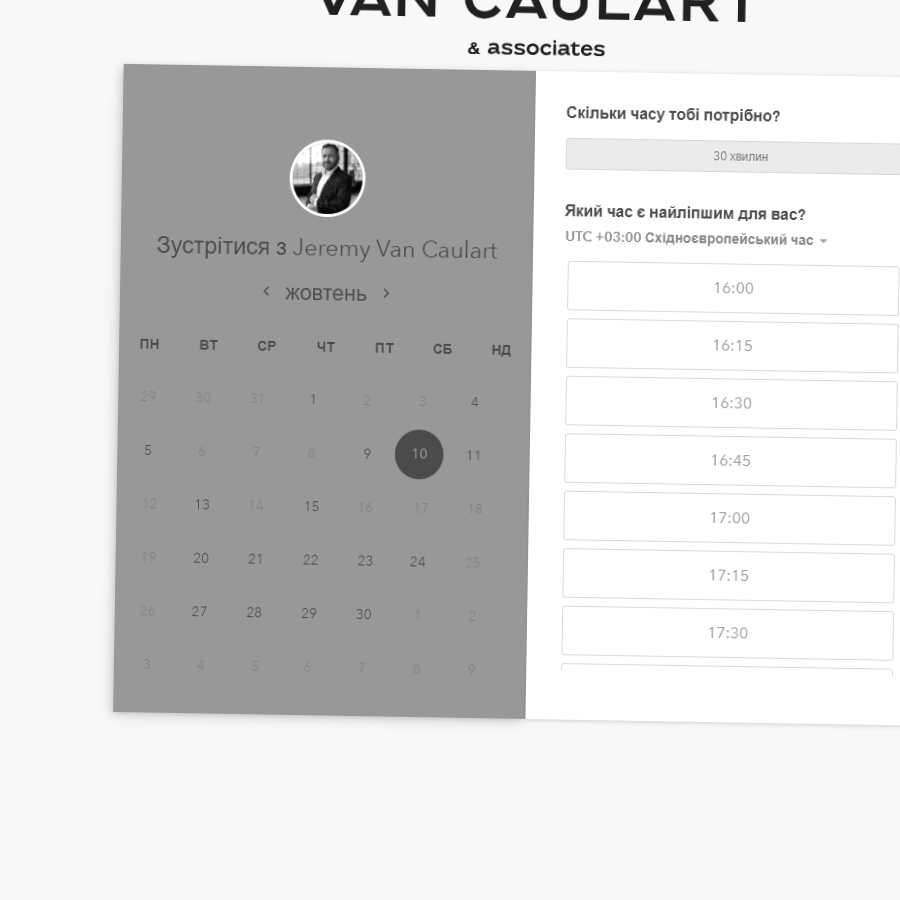 VAN CAULART
& associates
Зустрітися з Jeremy Van Caulart
жовтень
ПН ВТ СР ЧТ ПТ СБ НД
29 30 31 1 2 3 4
5 6 7 8 9 10 11
12 13 14 15 16 17 18
19 20 21 22 23 24 25
26 27 28 29 30 1 2
3 4 5 6 7 8 9
Скільки часу тобі потрібно?
30 хвилин
Який час є найліпшим для вас?
UTC +03:00 Східноєвропейський час
16:00
16:15
16:30
16:45
17:00
17:15
17:30